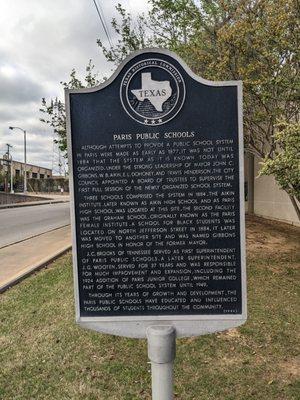 TEXAS HISTORICAL COMMISSION
TEXAS
PARIS PUBLIC SCHOOLS
ALTHOUGH ATTEMPTS TO PROVIDE A PUBLIC SCHOOL SYSTEM
IN PARIS WERE MADE AS EARLY AS 1877, IT WAS NOT UNTIL
1884 THAT THE SYSTEM AS IT IS KNOWN TODAY WAS
ORGANIZED. UNDER THE STRONG LEADERSHIP OF MAYOR JOHN C.
GIBBONS, W. B. AIKIN, E. L. DOHONEY, AND TRAVIS HENDERSON, THE CITY
COUNCIL APPOINTED A BOARD OF TRUSTEES TO SUPERVISE THE
FIRST FULL SESSION OF THE NEWLY ORGANIZED SCHOOL SYSTEM.
THREE SCHOOLS COMPRISED THE SYSTEM IN 1884. THE AIKIN
INSTITUTE, LATER KNOWN AS AIKIN HIGH SCHOOL AND AS PARIS
HIGH SCHOOL, WAS LOCATED AT THIS SITE. THE SECOND FACILITY
WAS THE GRAHAM SCHOOL, ORIGINALLY KNOWN AS THE PARIS
FEMALE INSTITUTE. A SCHOOL FOR BLACK STUDENTS WAS
LOCATED ON NORTH JEFFERSON STREET IN 1884. IT LATER
WAS MOVED TO ANOTHER SITE AND WAS NAMED GIBBONS
HIGH SCHOOL IN HONOR OF THE FORMER MAYOR.
J. C. BROOKS OF TENNESSEE SERVED AS FIRST SUPERINTENDENT
OF PARIS PUBLIC SCHOOLS. A LATER SUPERINTENDENT,
J. G. WOOTEN, SERVED FOR 37 YEARS AND WAS RESPONSIBLE
FOR MUCH IMPROVEMENT AND EXPANSION, INCLUDING THE
1924 ADDITION OF PARIS JUNIOR COLLEGE, WHICH REMAINED
PART OF THE PUBLIC SCHOOL SYSTEM UNTIL 1949.
THROUGH ITS YEARS OF GROWTH AND DEVELOPMENT, THE
PARIS PUBLIC SCHOOLS HAVE EDUCATED AND INFLUENCED
THOUSANDS OF STUDENTS THROUGHOUT THE COMMUNITY.